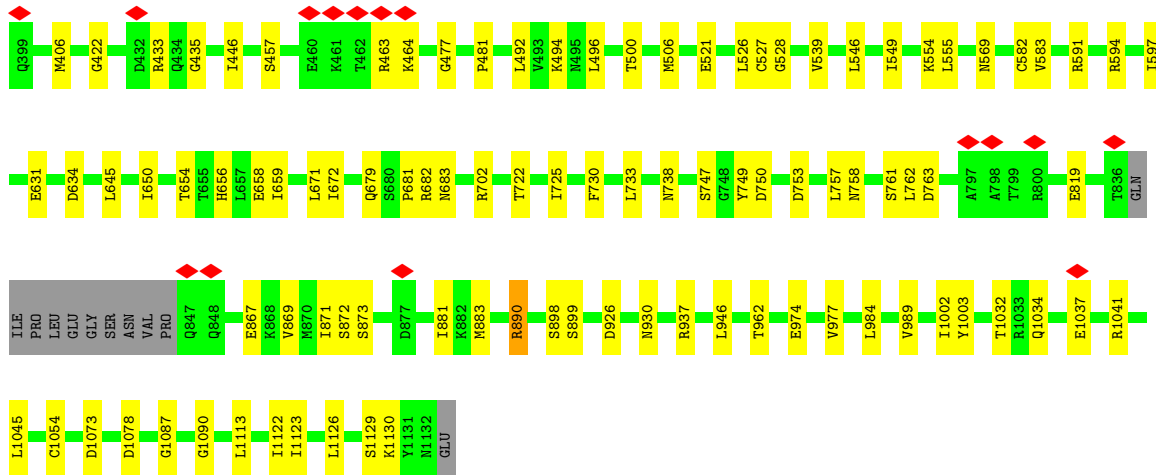 Q399 M406 G422 D432 R433 Q434 G435 I446 S457 E460 K461 T462 R463 K464 G477 P481 L492 V493 K494 N495 L496 T500 M506 E521 L526 C527 G528 V539 L546 I549 K554 L555 N569 C582 V583 R591 R594 I597
E631 D634 L645 I650 T654 T655 H656 L657 E658 I659 L671 I672 Q679 S680 P681 R682 N683 R702 T722 I725 F730 L733 N738 S747 G748 Y749 D750 D753 L757 N758 S761 L762 D763 A797 A798 T799 R800 E819 T836 GLN
ILE PRO LEU GLU GLY SER ASN VAL PRO Q847 Q848 E867 K868 V869 M870 I871 S872 S873 D877 I881 K882 M883 R890 S898 S899 D926 N930 R937 L946 T962 E974 V977 L984 V989 I1002 Y1003 T1032 R1033 Q1034 E1037 R1041
L1045 C1054 D1073 D1078 G1087 G1090 L1113 I1122 I1123 L1126 S1129 K1130 Y1131 N1132 GLU